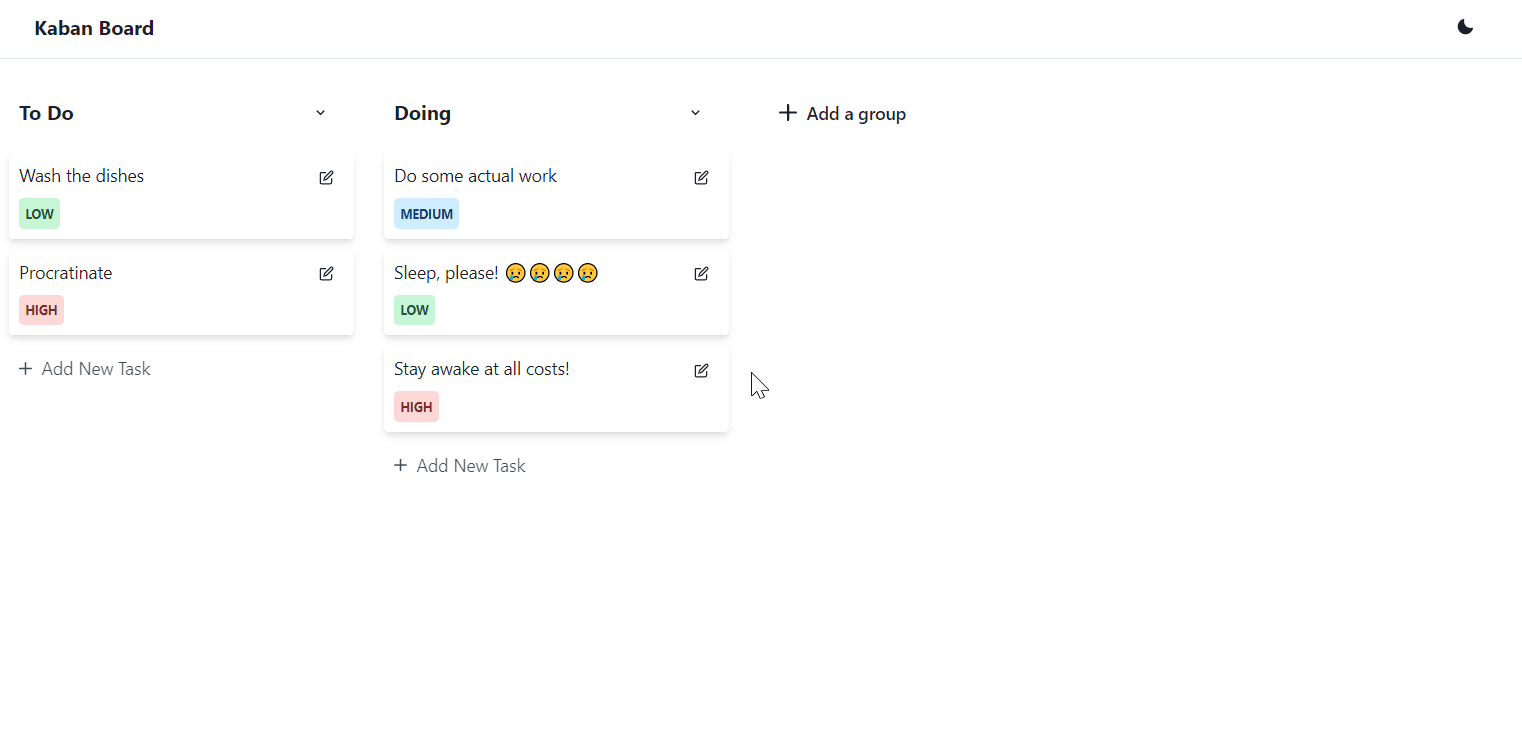 Kaban Board
To Do
Wash the dishes
LOW
Procratinate
HIGH
Add New Task
Doing
Do some actual work
MEDIUM
Sleep, please! 😥😥😥😥
LOW
Stay awake at all costs!
HIGH
Add New Task
Add a group